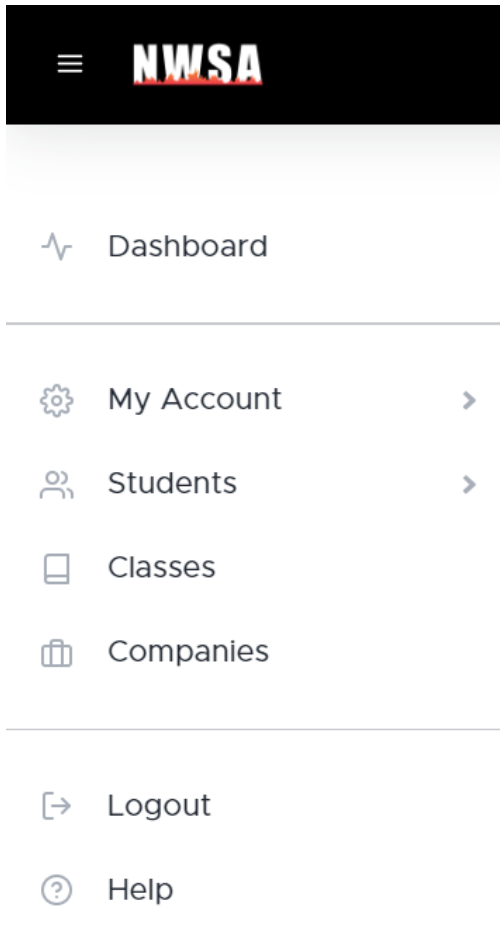 NWSA
Dashboard
My Account
Students
Classes
Companies
Logout
Help